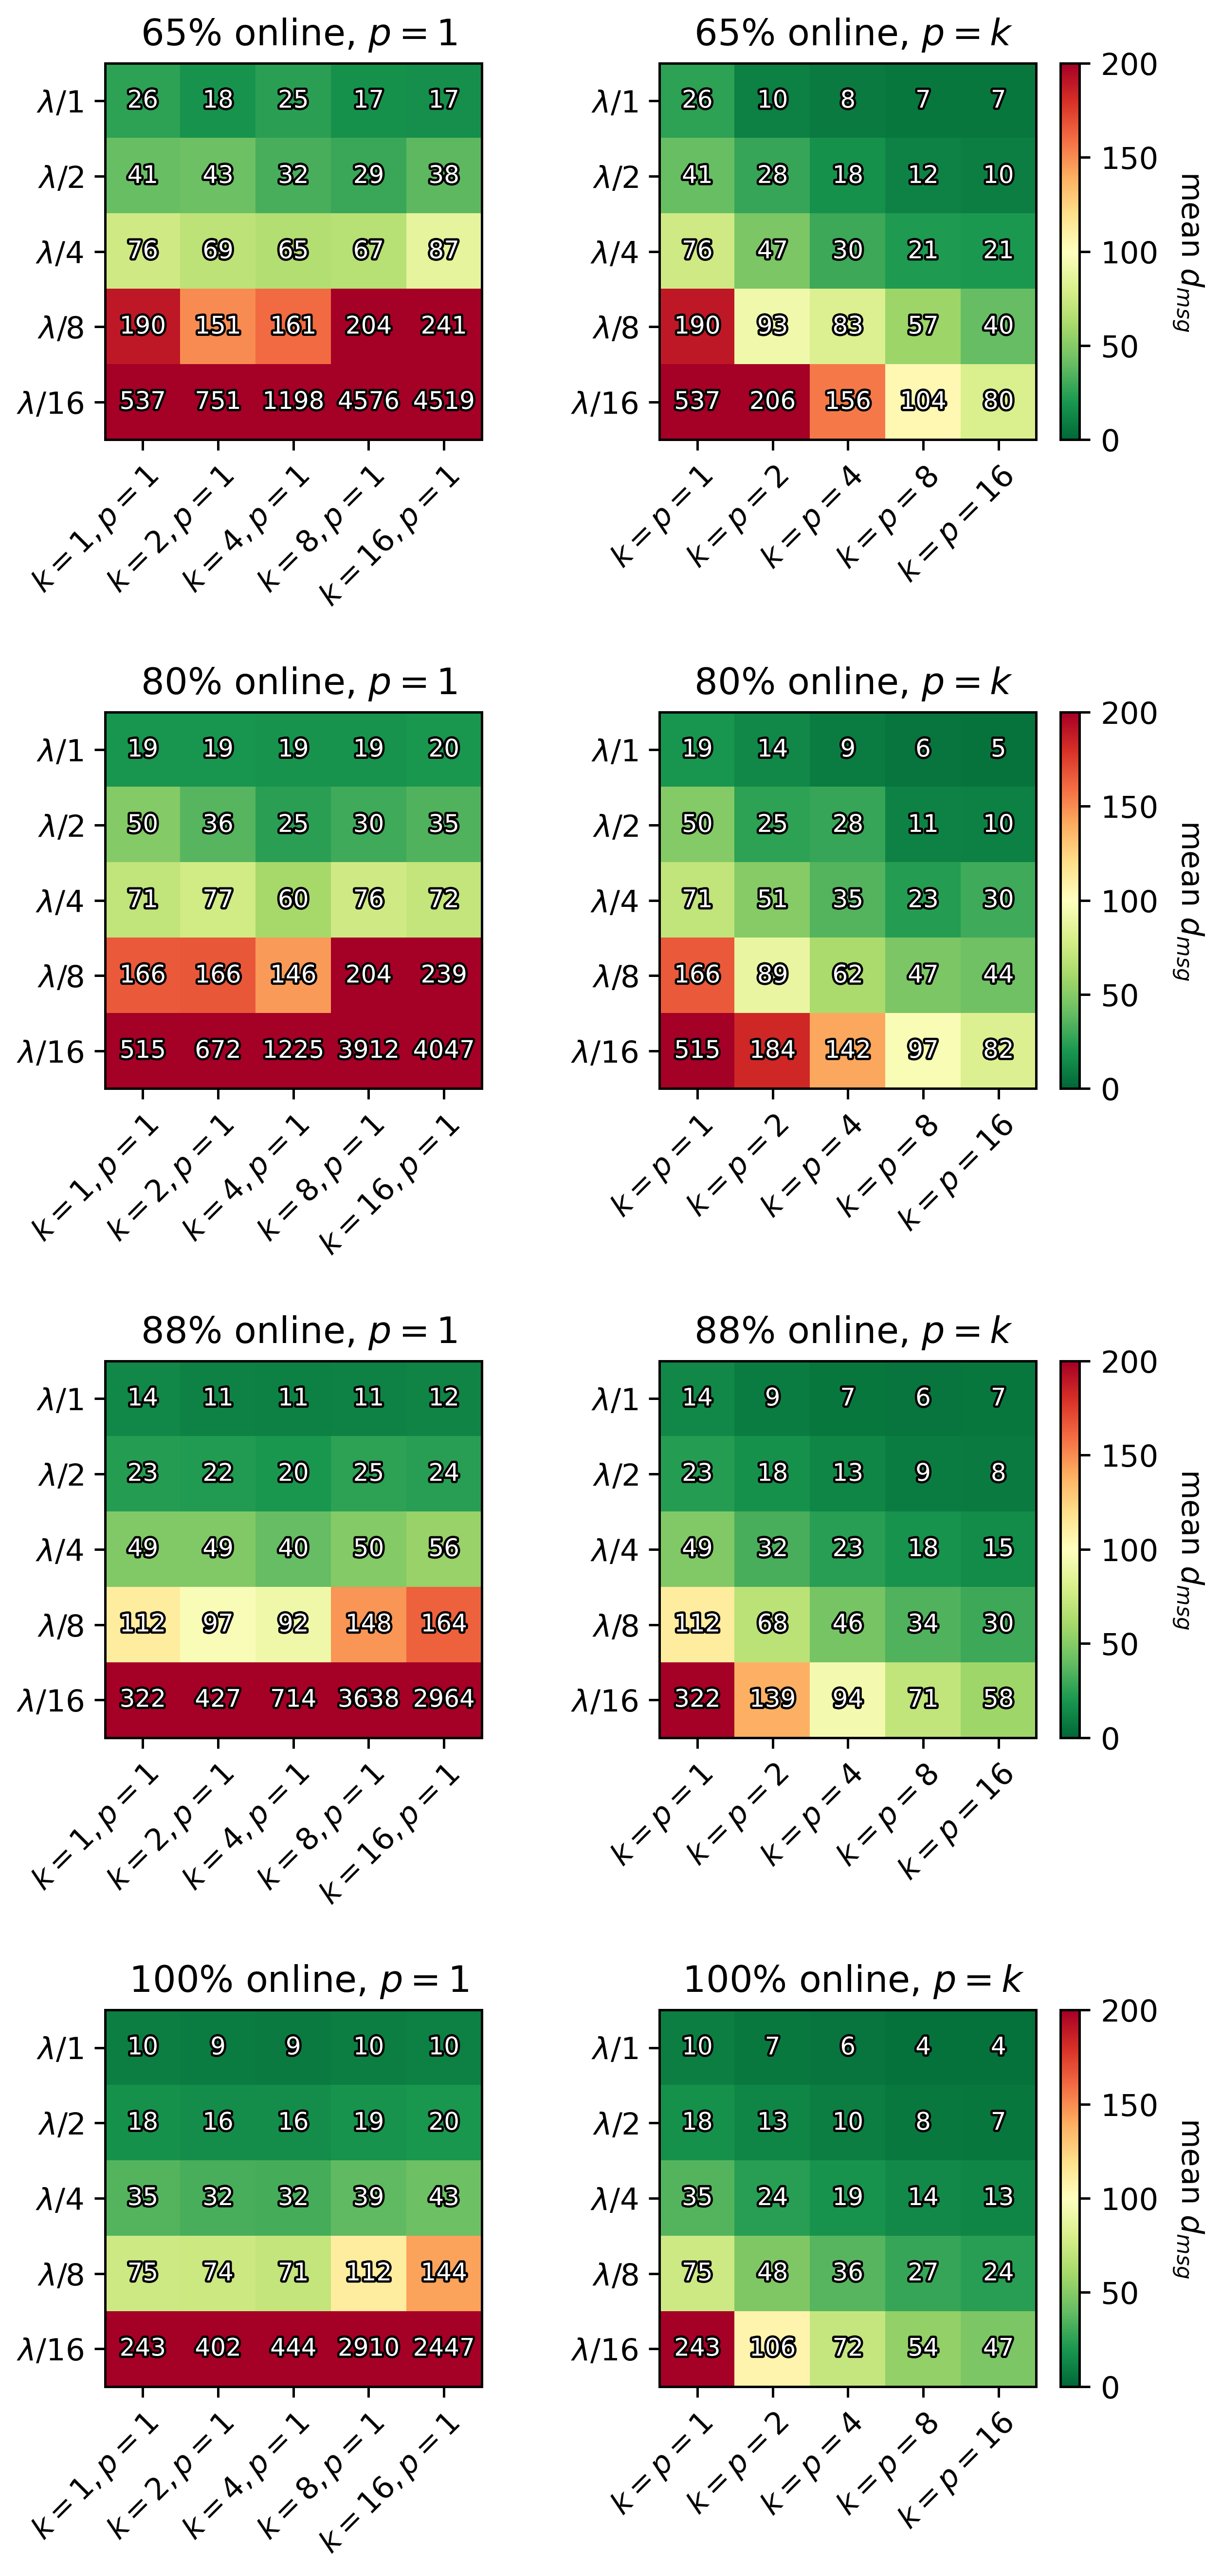 65% online, p = 1
λ/1 26 18 25 17 17
λ/2 41 43 32 29 38
λ/4 76 69 65 67 87
λ/8 190 151 161 204 241
λ/16 537 751 1198 4576 4519
k = 1, p = 1
k = 2, p = 1
k = 4, p = 1
k = 8, p = 1
k = 16, p = 1
65% online, p = k
λ/1 26 10 8 7 7
λ/2 41 28 18 12 10
λ/4 76 47 30 21 21
λ/8 190 93 83 57 40
λ/16 537 206 156 104 80
k = p = 1
k = p = 2
k = p = 4
k = p = 8
k = p = 16
200
150
100
50
0
mean d_msg
80% online, p = 1
λ/1 19 19 19 19 20
λ/2 50 36 25 30 35
λ/4 71 77 60 76 72
λ/8 166 166 146 204 239
λ/16 515 672 1225 3912 4047
k = 1, p = 1
k = 2, p = 1
k = 4, p = 1
k = 8, p = 1
k = 16, p = 1
80% online, p = k
λ/1 19 14 9 6 5
λ/2 50 25 28 11 10
λ/4 71 51 35 23 30
λ/8 166 89 62 47 44
λ/16 515 184 142 97 82
k = p = 1
k = p = 2
k = p = 4
k = p = 8
k = p = 16
200
150
100
50
0
mean d_msg
88% online, p = 1
λ/1 14 11 11 11 12
λ/2 23 22 20 25 24
λ/4 49 49 40 50 56
λ/8 112 97 92 148 164
λ/16 322 427 714 3638 2964
k = 1, p = 1
k = 2, p = 1
k = 4, p = 1
k = 8, p = 1
k = 16, p = 1
88% online, p = k
λ/1 14 9 7 6 7
λ/2 23 18 13 9 8
λ/4 49 32 23 18 15
λ/8 112 68 46 34 30
λ/16 322 139 94 71 58
k = p = 1
k = p = 2
k = p = 4
k = p = 8
k = p = 16
200
150
100
50
0
mean d_msg
100% online, p = 1
λ/1 10 9 9 10 10
λ/2 18 16 16 19 20
λ/4 35 32 32 39 43
λ/8 75 74 71 112 144
λ/16 243 402 444 2910 2447
k = 1, p = 1
k = 2, p = 1
k = 4, p = 1
k = 8, p = 1
k = 16, p = 1
100% online, p = k
λ/1 10 7 6 4 4
λ/2 18 13 10 8 7
λ/4 35 24 19 14 13
λ/8 75 48 36 27 24
λ/16 243 106 72 54 47
k = p = 1
k = p = 2
k = p = 4
k = p = 8
k = p = 16
200
150
100
50
0
mean d_msg